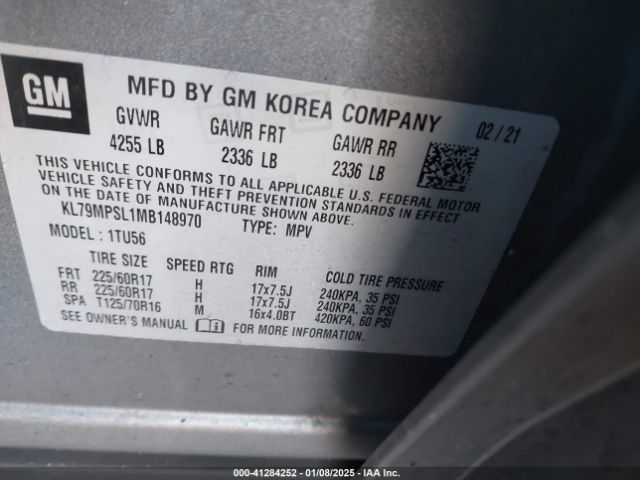 GM
MFD BY GM KOREA COMPANY 02/21
GVWR GAWR FRT GAWR RR
4255 LB 2336 LB 2336 LB
THIS VEHICLE CONFORMS TO ALL APPLICABLE U.S. FEDERAL MOTOR
VEHICLE SAFETY AND THEFT PREVENTION STANDARDS IN EFFECT
ON THE DATE OF MANUFACTURE SHOWN ABOVE.
KL79MPSL1MB148970 TYPE: MPV
MODEL: 1TU56
TIRE SIZE SPEED RTG RIM COLD TIRE PRESSURE
FRT 225/60R17 H 17x7.5J 240KPA, 35 PSI
RR 225/60R17 H 17x7.5J 240KPA, 35 PSI
SPA T125/70R16 M 16x4.0BT 420KPA, 60 PSI
SEE OWNER'S MANUAL FOR MORE INFORMATION.
000-41284252 - 01/08/2025 - IAA Inc.